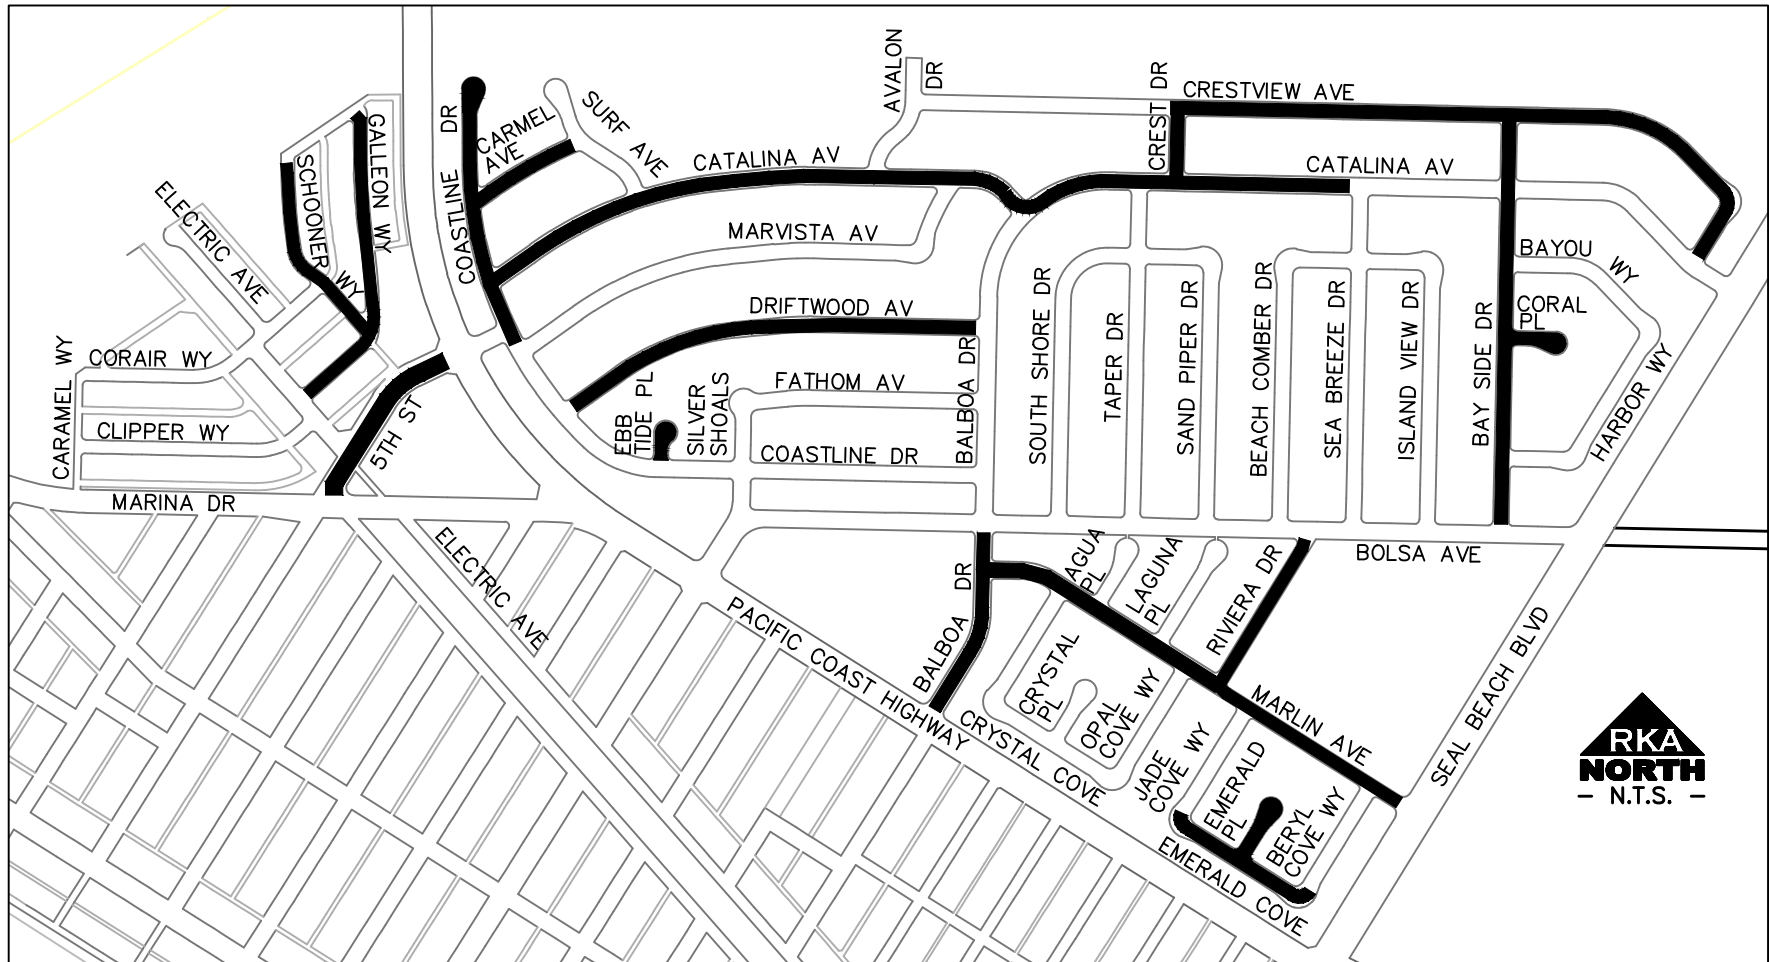 AVALON
DR
CREST DR
CRESTVIEW AVE
COASTLINE DR
CARMEL
AVE
SURF AVE
CATALINA AV
CATALINA AV
GALLEON WY
SCHOONER WY
ELECTRIC AVE
MARVISTA AV
DRIFTWOOD AV
BAYOU WY
CORAL
PL
CORAIR WY
CARAMEL WY
CLIPPER WY
5TH ST
MARINA DR
EBB
TIDE PL
SILVER
SHOALS
FATHOM AV
COASTLINE DR
BALBOA DR
SOUTH SHORE DR
TAPER DR
SAND PIPER DR
BEACH COMBER DR
SEA BREEZE DR
ISLAND VIEW DR
BAY SIDE DR
HARBOR WY
BOLSA AVE
ELECTRIC AVE
PACIFIC COAST HIGHWAY
BALBOA DR
AGUA
PL
LAGUNA
PL
RIVIERA DR
CRYSTAL
PL
OPAL
COVE WY
CRYSTAL COVE
JADE
COVE WY
MARLIN AVE
EMERALD
PL
BERYL
COVE WY
EMERALD COVE
SEAL BEACH BLVD
RKA
NORTH
- N.T.S. -